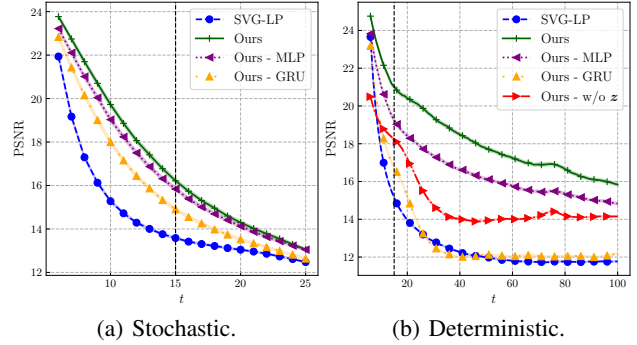 PSNR
24
22
20
18
16
14
12
10
15
20
25
t
SVG-LP
Ours
Ours - MLP
Ours - GRU
(a) Stochastic.
PSNR
24
22
20
18
16
14
12
20
40
60
80
100
t
SVG-LP
Ours
Ours - MLP
Ours - GRU
Ours - w/o z
(b) Deterministic.